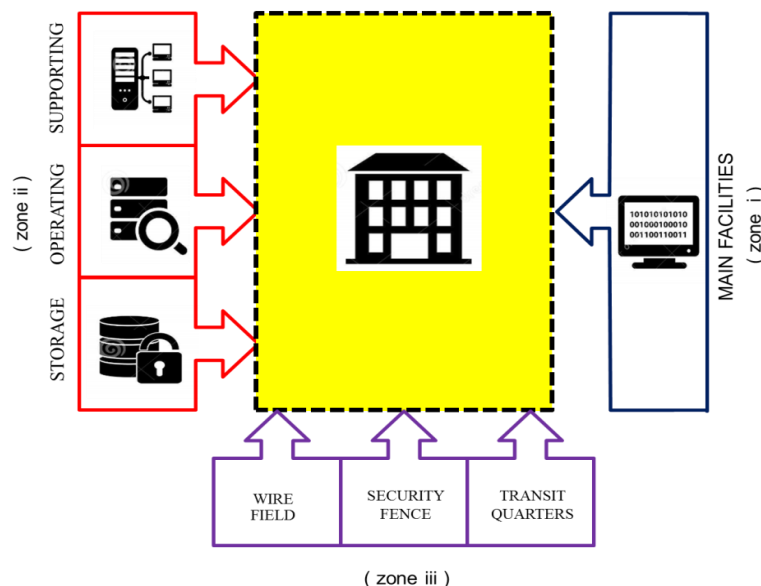 SUPPORTING
OPERATING
STORAGE
( zone ii )
101010101010
001000100010
001100110011
MAIN FACILITIES
( zone i )
WIRE
FIELD
SECURITY
FENCE
TRANSIT
QUARTERS
( zone iii )